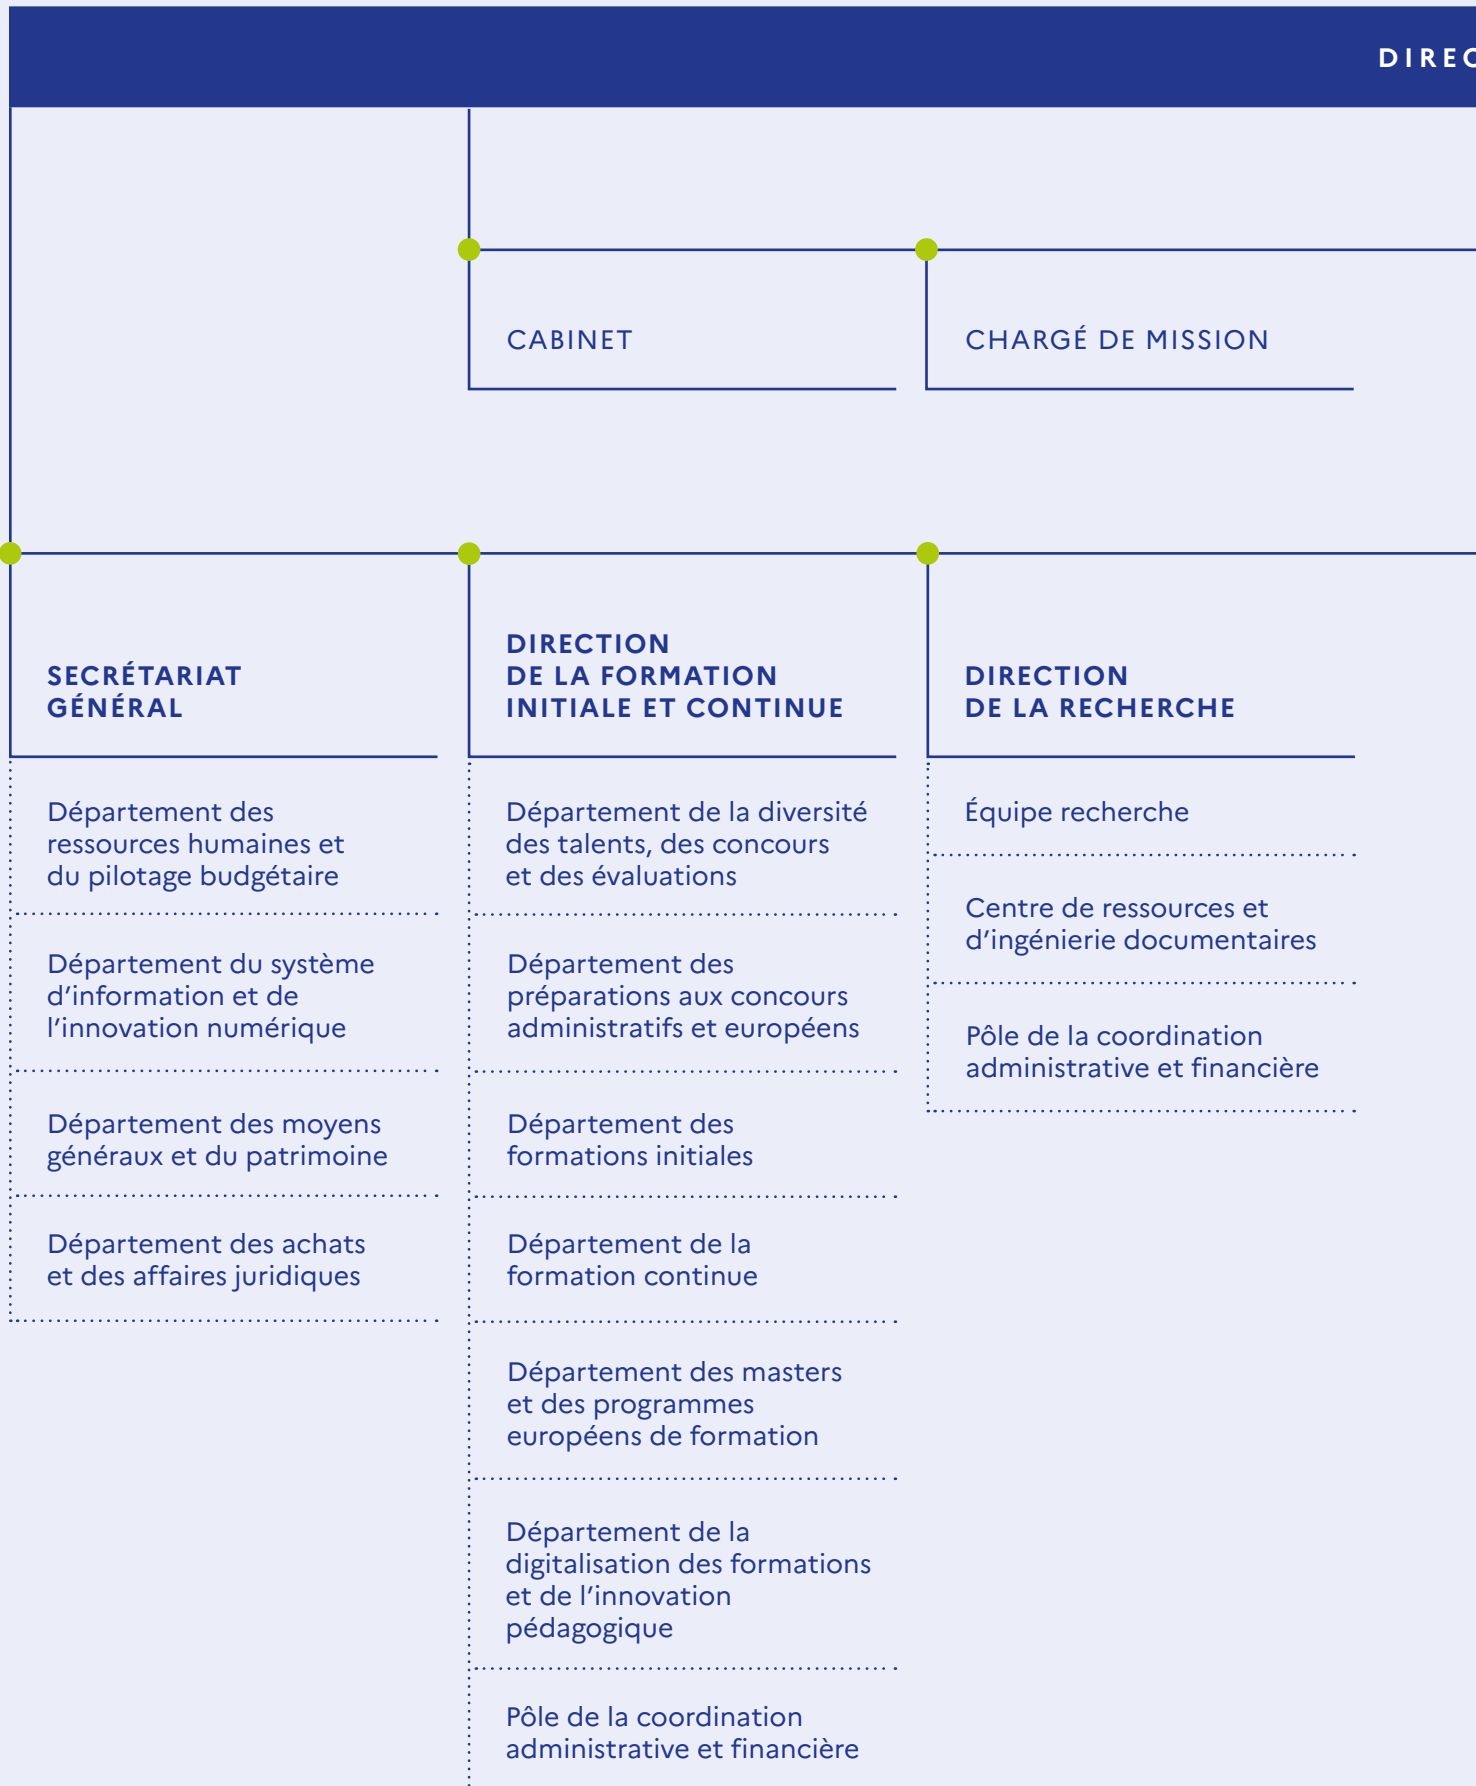 DIREC
CABINET
CHARGÉ DE MISSION
SECRÉTARIAT
GÉNÉRAL
Département des
ressources humaines et
du pilotage budgétaire
Département du système
d'information et de
l'innovation numérique
Département des moyens
généraux et du patrimoine
Département des achats
et des affaires juridiques
DIRECTION
DE LA FORMATION
INITIALE ET CONTINUE
Département de la diversité
des talents, des concours
et des évaluations
Département des
préparations aux concours
administratifs et européens
Département des
formations initiales
Département de la
formation continue
Département des masters
et des programmes
européens de formation
Département de la
digitalisation des formations
et de l'innovation
pédagogique
Pôle de la coordination
administrative et financière
DIRECTION
DE LA RECHERCHE
Équipe recherche
Centre de ressources et
d'ingénierie documentaires
Pôle de la coordination
administrative et financière